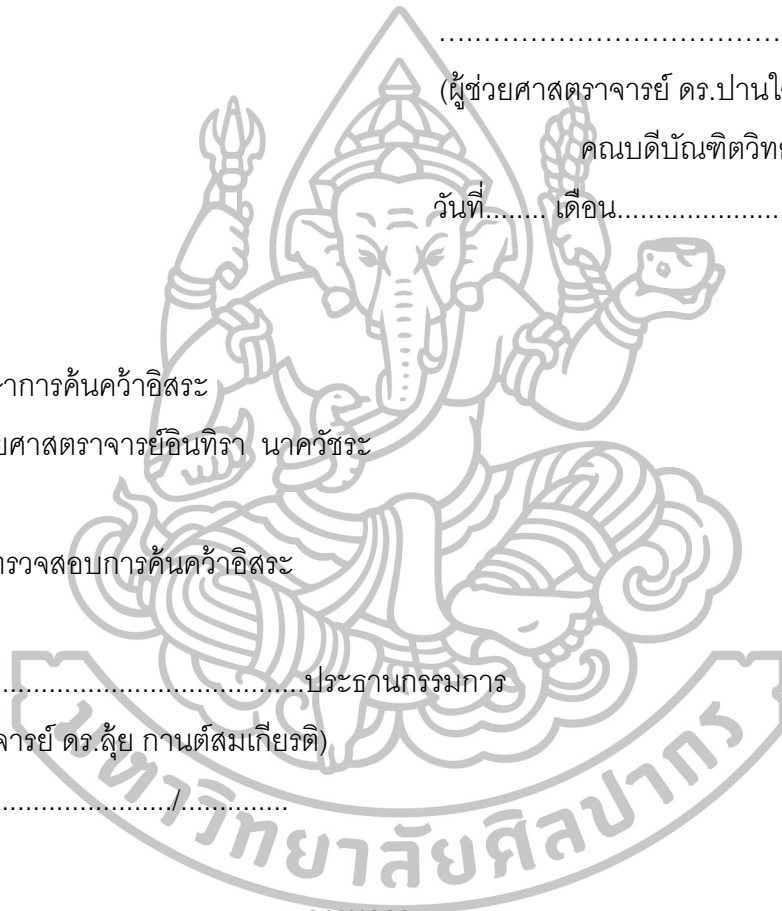 ........................................
(ผู้ช่วยศาสตราจารย์ ดร.ปานใ
คณบดีบัณฑิตวิท
วันที่........ เดือน......................
าการค้นคว้าอิสระ
ยศาสตราจารย์อินทิรา นาควัชระ
ตรวจสอบการค้นคว้าอิสระ
........................................ประธานกรรมการ
จารย์ ดร.ลุ้ย กานต์สมเกียรติ)
....................../..............
มหาวิทยาลัยศิลปากร